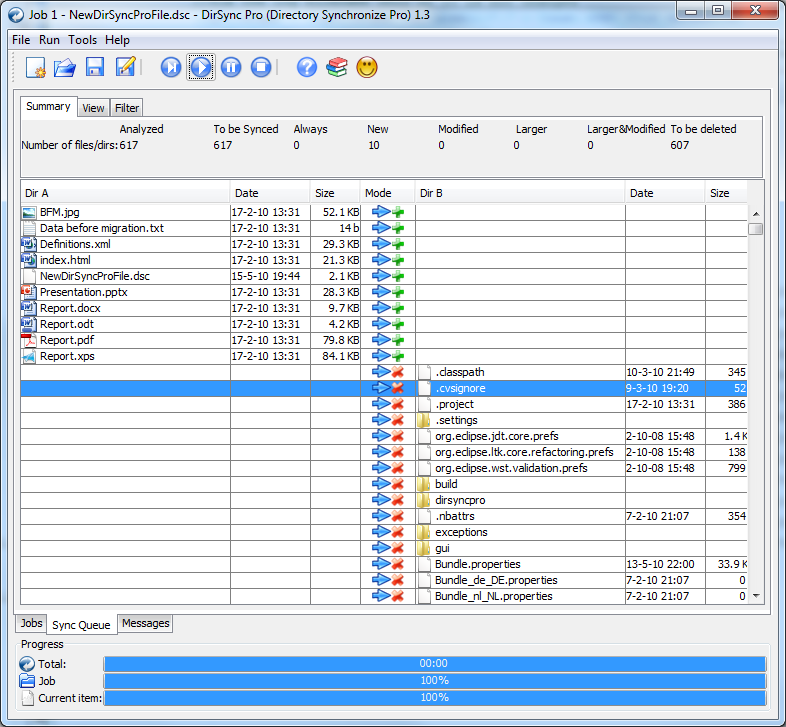 Job 1 - NewDirSyncProFile.dsc - DirSync Pro (Directory Synchronize Pro) 1.3
File Run Tools Help
Summary View Filter
Analyzed To be Synced Always New Modified Larger Larger&Modified To be deleted
Number of files/dirs: 617 617 0 10 0 0 0 607
Dir A Date Size Mode Dir B Date Size
BFM.jpg 17-2-10 13:31 52.1 KB
Data before migration.txt 17-2-10 13:31 14 b
Definitions.xml 17-2-10 13:31 29.3 KB
index.html 17-2-10 13:31 21.3 KB
NewDirSyncProFile.dsc 15-5-10 19:44 2.1 KB
Presentation.pptx 17-2-10 13:31 28.3 KB
Report.docx 17-2-10 13:31 9.7 KB
Report.odt 17-2-10 13:31 4.2 KB
Report.pdf 17-2-10 13:31 79.8 KB
Report.xps 17-2-10 13:31 84.1 KB
.classpath 10-3-10 21:49 345
.cvsignore 9-3-10 19:20 52
.project 17-2-10 13:31 386
.settings
org.eclipse.jdt.core.prefs 2-10-08 15:48 1.4 K
org.eclipse.ltk.core.refactoring.prefs 2-10-08 15:48 138
org.eclipse.wst.validation.prefs 2-10-08 15:48 799
build
dirsyncpro
.nbattrs 7-2-10 21:07 354
exceptions
gui
Bundle.properties 13-5-10 22:00 33.9 K
Bundle_de_DE.properties 7-2-10 21:07 0
Bundle_nl_NL.properties 7-2-10 21:07 0
Jobs Sync Queue Messages
Progress
Total: 00:00
Job 100%
Current item: 100%